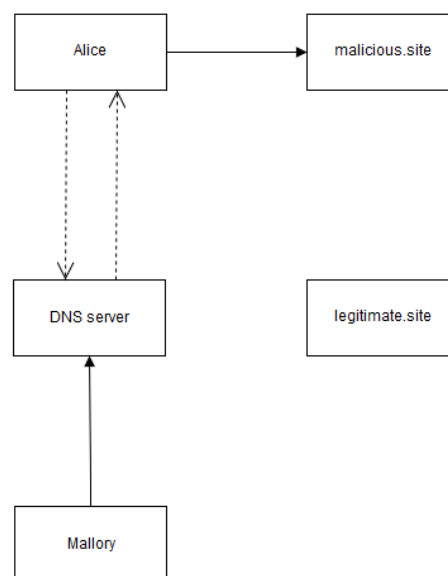 Alice
malicious.site
DNS server
legitimate.site
Mallory